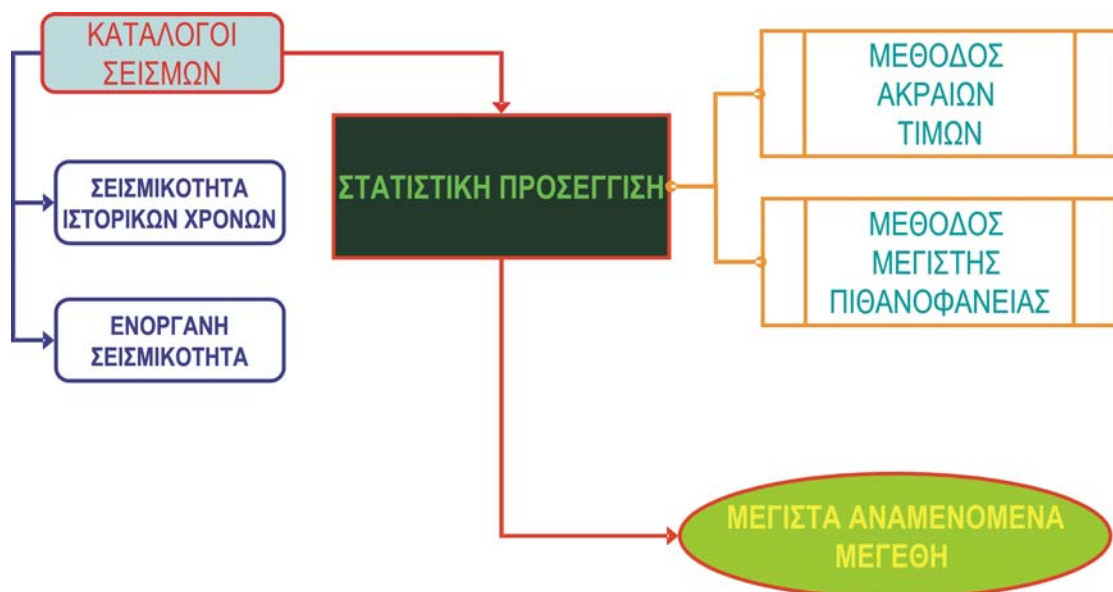 ΚΑΤΑΛΟΓΟΙ
ΣΕΙΣΜΩΝ
ΣΕΙΣΜΙΚΟΤΗΤΑ
ΙΣΤΟΡΙΚΩΝ ΧΡΟΝΩΝ
ΕΝΟΡΓΑΝΗ
ΣΕΙΣΜΙΚΟΤΗΤΑ
ΣΤΑΤΙΣΤΙΚΗ ΠΡΟΣΕΓΓΙΣΗ
ΜΕΘΟΔΟΣ
ΑΚΡΑΙΩΝ
ΤΙΜΩΝ
ΜΕΘΟΔΟΣ
ΜΕΓΙΣΤΗΣ
ΠΙΘΑΝΟΦΑΝΕΙΑΣ
ΜΕΓΙΣΤΑ ΑΝΑΜΕΝΟΜΕΝΑ
ΜΕΓΕΘΗ